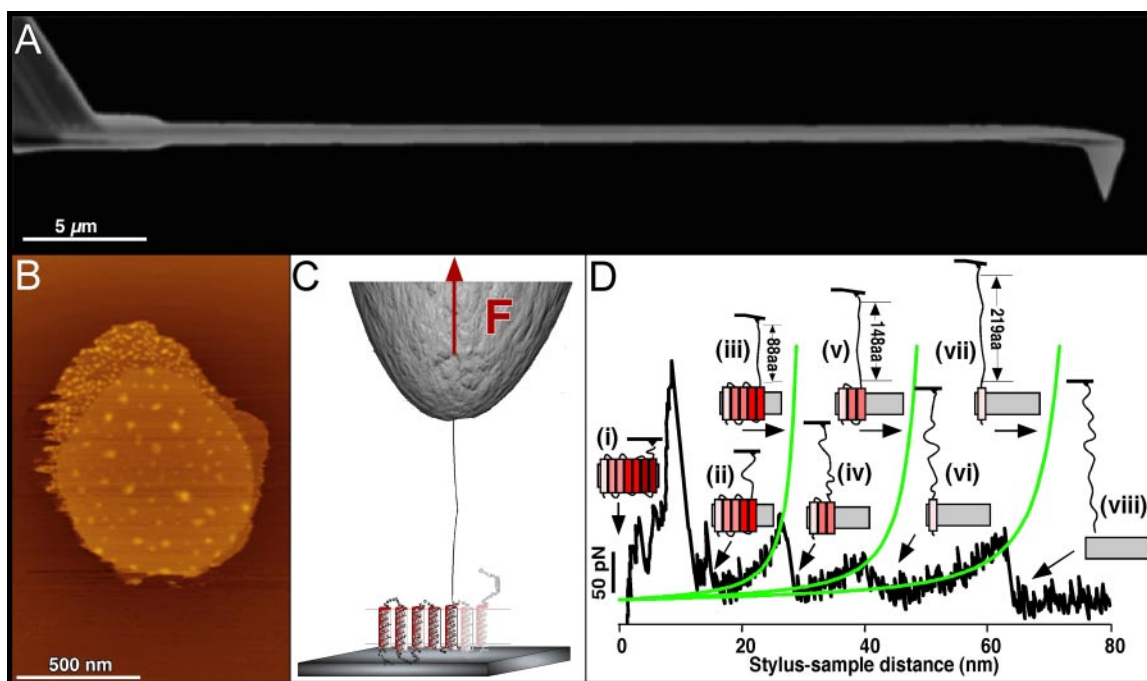 A
5 µm
B
500 nm
C
F
D
(i)
(ii)
(iii)
88aa
(iv)
(v)
148aa
(vi)
(vii)
219aa
(viii)
50 pN
0 20 40 60 80
Stylus-sample distance (nm)